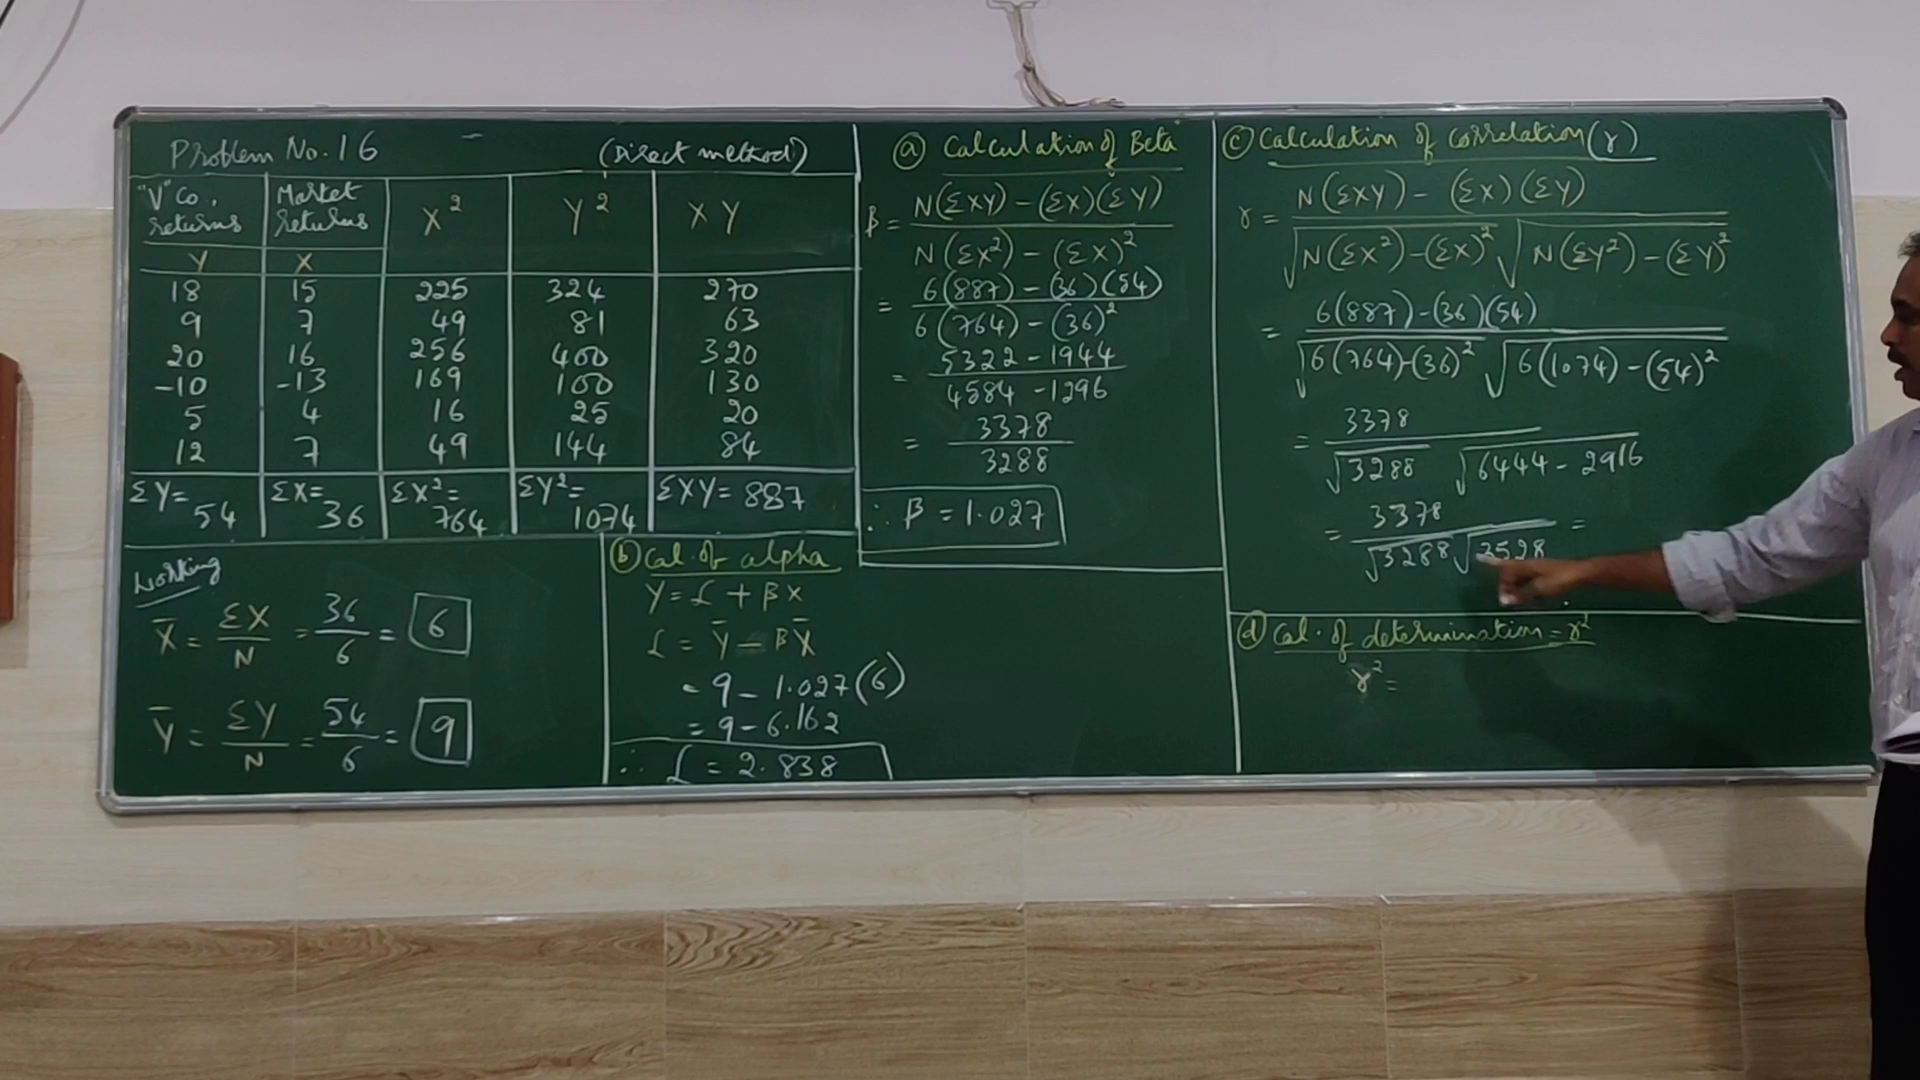 Problem No.16 (Direct method)
"V" Co. returns | Market returns | X² | Y² | XY
Y | X
18 | 15 | 225 | 324 | 270
9 | 7 | 49 | 81 | 63
20 | 16 | 256 | 400 | 320
-10 | -13 | 169 | 100 | 130
5 | 4 | 16 | 25 | 20
12 | 7 | 49 | 144 | 84
ΣY= 54 | ΣX= 36 | ΣX²= 764 | ΣY²= 1074 | ΣXY= 887
Working
X̄ = ΣX/N = 36/6 = 6
Ȳ = ΣY/N = 54/6 = 9
(b) Cal. of alpha
Y = α + βX
α = Ȳ - βX̄
= 9 - 1.027(6)
= 9 - 6.162
∴ α = 2.838
(a) Calculation of Beta
β = N(ΣXY) - (ΣX)(ΣY) / N(Σx²) - (Σx)²
= 6(887) - (36)(54) / 6(764) - (36)²
= 5322 - 1944 / 4584 - 1296
= 3378 / 3288
∴ β = 1.027
(c) Calculation of correlation (r)
r = N(ΣXY) - (Σx)(ΣY) / √N(Σx²) - (Σx)² √N(ΣY²) - (ΣY)²
= 6(887) - (36)(54) / √6(764) - (36)² √6(1074) - (54)²
= 3378 / √3288 √6444 - 2916
= 3378 / √3288 √3528 =
(d) Cal. of determination = r²
r² =